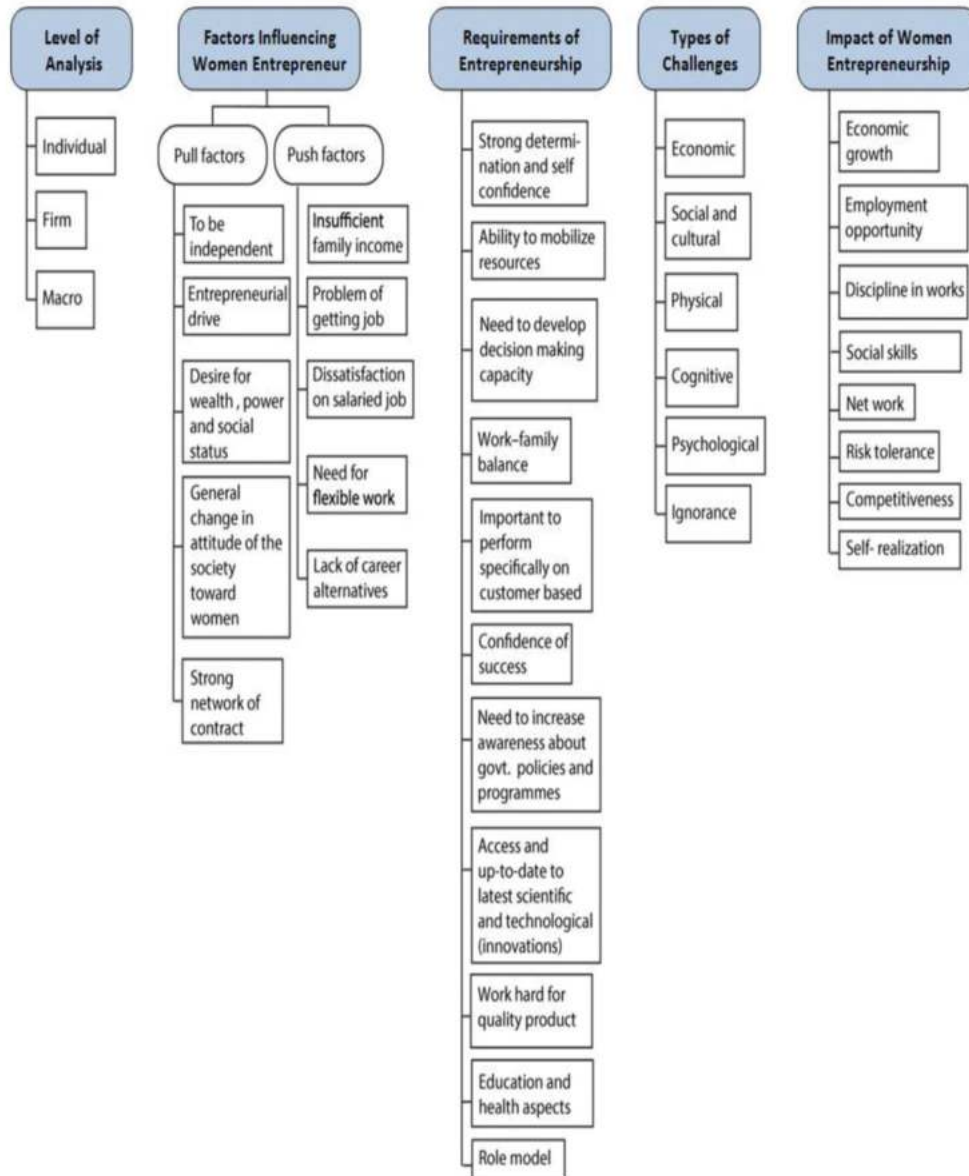 Level of
Analysis
Individual
Firm
Macro
Factors Influencing
Women Entrepreneur
Pull factors
To be
independent
Entrepreneurial
drive
Desire for
wealth , power
and social
status
General
change in
attitude of the
society
toward
women
Strong
network of
contract
Push factors
Insufficient
family income
Problem of
getting job
Dissatisfaction
on salaried job
Need for
flexible work
Lack of career
alternatives
Requirements of
Entrepreneurship
Strong determi-
nation and self
confidence
Ability to mobilize
resources
Need to develop
decision making
capacity
Work–family
balance
Important to
perform
specifically on
customer based
Confidence of
success
Need to increase
awareness about
govt. policies and
programmes
Access and
up-to-date to
latest scientific
and technological
(innovations)
Work hard for
quality product
Education and
health aspects
Role model
Types of
Challenges
Economic
Social and
cultural
Physical
Cognitive
Psychological
Ignorance
Impact of Women
Entrepreneurship
Economic
growth
Employment
opportunity
Discipline in works
Social skills
Net work
Risk tolerance
Competitiveness
Self- realization